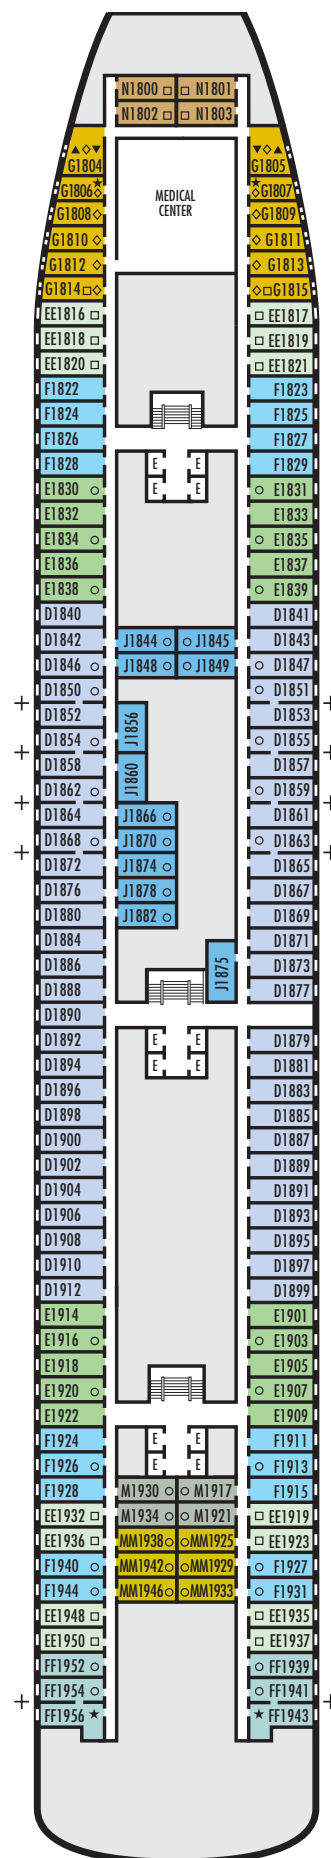 N1800 N1801
N1802 N1803
G1804 G1805
MEDICAL
CENTER
G1806 G1807
G1808 G1809
G1810 G1811
G1812 G1813
G1814 G1815
EE1816 EE1817
EE1818 EE1819
EE1820 EE1821
F1822 F1823
F1824 F1825
F1826 F1827
F1828 E E F1829
E1830 E E E1831
E1832 E1833
E1834 E1835
E1836 E1837
E1838 E1839
D1840 D1841
D1842 J1844 J1845 D1843
D1846 J1848 J1849 D1847
D1850 D1851
D1852 J1856 D1853
D1854 D1855
D1858 J1860 D1857
D1862 D1859
D1864 J1866 D1861
D1868 J1870 D1863
D1872 J1874 D1865
D1876 J1878 D1867
D1880 J1882 D1869
D1884 D1871
D1886 J1875 D1873
D1888 D1877
D1890
D1892 E E D1879
D1894 E E D1881
D1896 D1883
D1898 D1885
D1900 D1887
D1902 D1889
D1904 D1891
D1906 D1893
D1908 D1895
D1910 D1897
D1912 D1899
E1914 E1901
E1916 E1903
E1918 E1905
E1920 E1907
E1922 E1909
F1924 E E F1911
F1926 E E F1913
F1928 M1930 M1917 F1915
EE1932 M1934 M1921 EE1919
EE1936 MM1938 MM1925 EE1923
F1940 MM1942 MM1929 F1927
F1944 MM1946 MM1933 F1931
EE1948 EE1935
EE1950 EE1937
FF1952 FF1939
FF1954 FF1941
FF1956 FF1943